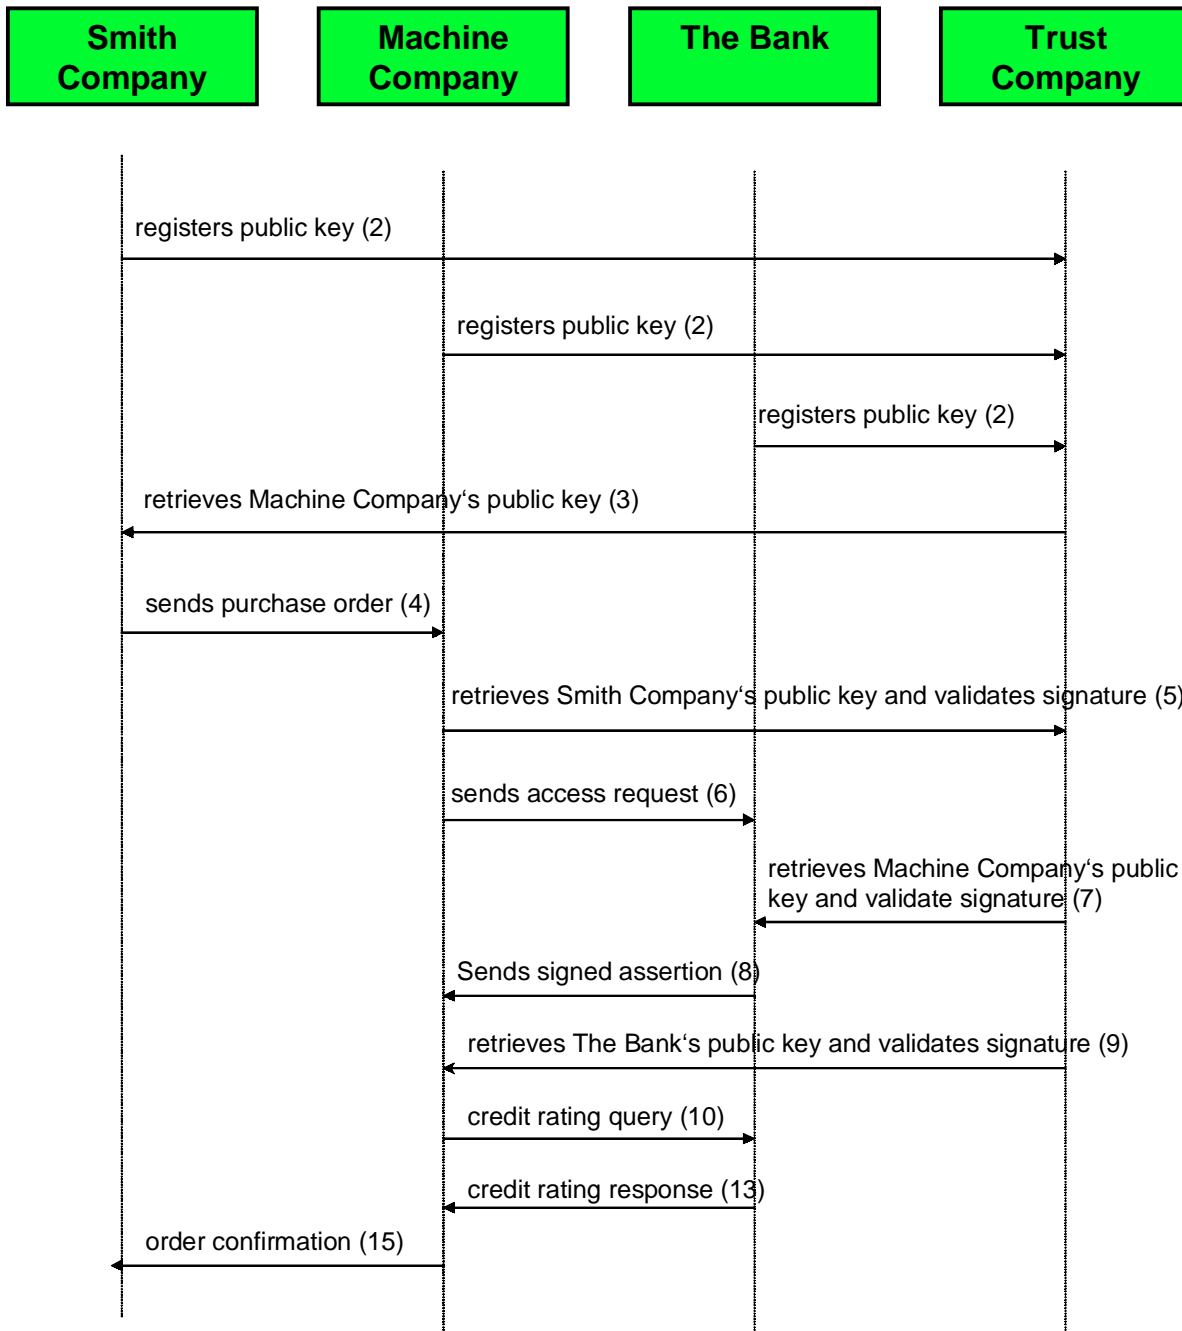 Smith
Company
Machine
Company
The Bank
Trust
Company
registers public key (2)
registers public key (2)
registers public key (2)
retrieves Machine Company‘s public key (3)
sends purchase order (4)
retrieves Smith Company‘s public key and validates signature (5)
sends access request (6)
retrieves Machine Company‘s public
key and validate signature (7)
Sends signed assertion (8)
retrieves The Bank‘s public key and validates signature (9)
credit rating query (10)
credit rating response (13)
order confirmation (15)